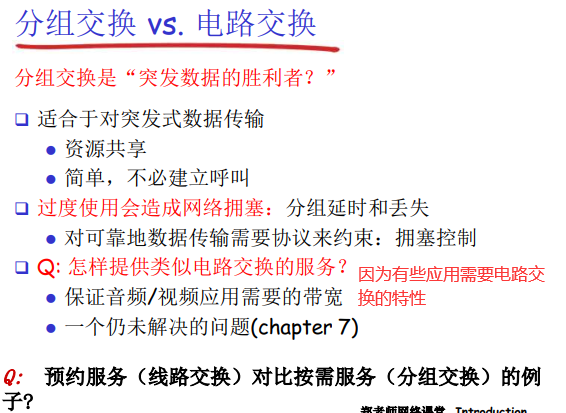 分组交换 vs. 电路交换
分组交换是“突发数据的胜利者？”
适合于对突发式数据传输
资源共享
简单，不必建立呼叫
过度使用会造成网络拥塞：分组延时和丢失
对可靠地数据传输需要协议来约束：拥塞控制
Q: 怎样提供类似电路交换的服务？
保证音频/视频应用需要的带宽
一个仍未解决的问题(chapter 7)
因为有些应用需要电路交
换的特性
Q: 预约服务（线路交换）对比按需服务（分组交换）的例
子?
郑老师网络课堂 Introduction